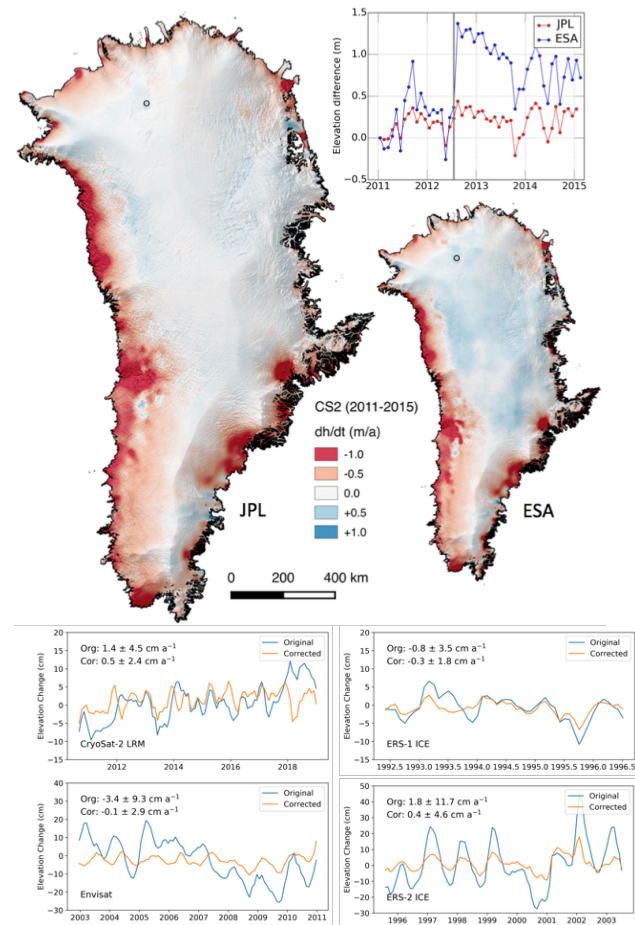 1.5
JPL
ESA
1.0
0.5
0.0
−0.5
Elevation difference (m)
2011 2012 2013 2014 2015
CS2 (2011-2015)
dh/dt (m/a)
-1.0
-0.5
0.0
+0.5
+1.0
JPL
ESA
0 200 400 km
Elevation Change (cm)
20
15
10
5
0
−5
−10
−15
Org: 1.4 ± 4.5 cm a⁻¹
Cor: 0.5 ± 2.4 cm a⁻¹
Original
Corrected
CryoSat-2 LRM
2012 2014 2016 2018
Elevation Change (cm)
20
15
10
5
0
−5
−10
−15
Org: -0.8 ± 3.5 cm a⁻¹
Cor: -0.3 ± 1.8 cm a⁻¹
Original
Corrected
ERS-1 ICE
1992.5 1993.0 1993.5 1994.0 1994.5 1995.0 1995.5 1996.0 1996.5
Elevation Change (cm)
40
30
20
10
0
−10
−20
−30
Org: -3.4 ± 9.3 cm a⁻¹
Cor: -0.1 ± 2.9 cm a⁻¹
Original
Corrected
Envisat
2003 2004 2005 2006 2007 2008 2009 2010 2011
Elevation Change (cm)
50
40
30
20
10
0
−10
−20
−30
Org: 1.8 ± 11.7 cm a⁻¹
Cor: 0.4 ± 4.6 cm a⁻¹
Original
Corrected
ERS-2 ICE
1996 1997 1998 1999 2000 2001 2002 2003